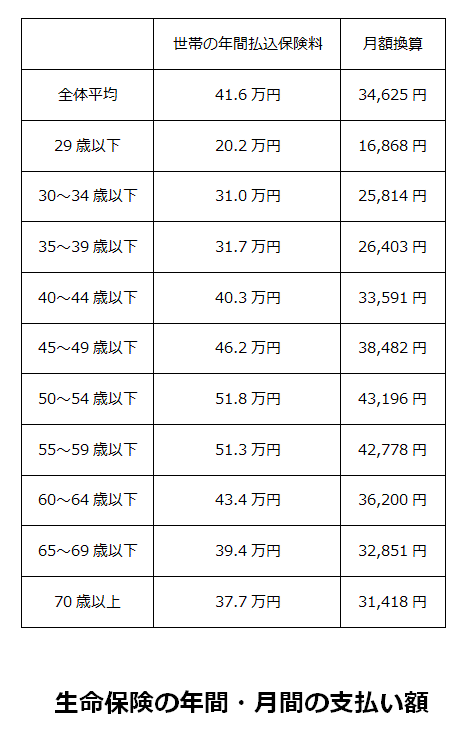 世帯の年間払込保険料 月額換算
全体平均 41.6 万円 34,625 円
29 歳以下 20.2 万円 16,868 円
30～34 歳以下 31.0 万円 25,814 円
35～39 歳以下 31.7 万円 26,403 円
40～44 歳以下 40.3 万円 33,591 円
45～49 歳以下 46.2 万円 38,482 円
50～54 歳以下 51.8 万円 43,196 円
55～59 歳以下 51.3 万円 42,778 円
60～64 歳以下 43.4 万円 36,200 円
65～69 歳以下 39.4 万円 32,851 円
70 歳以上 37.7 万円 31,418 円
生命保険の年間・月間の支払い額